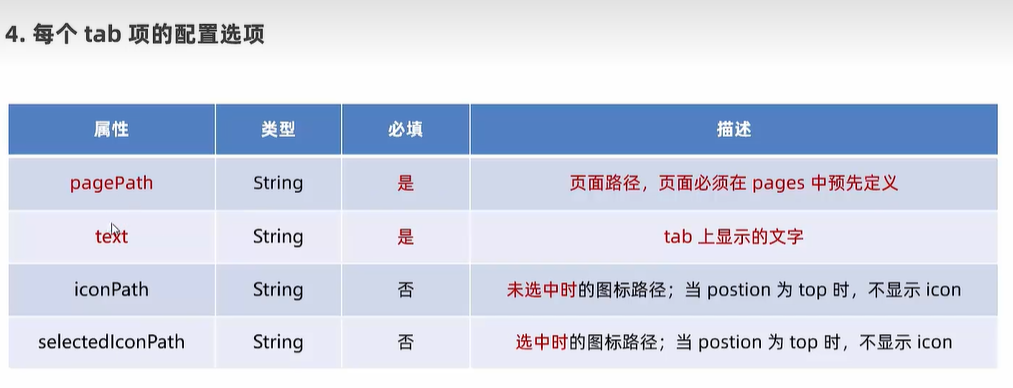 4. 每个 tab 项的配置选项
属性 类型 必填 描述
pagePath String 是 页面路径，页面必须在 pages 中预先定义
text String 是 tab 上显示的文字
iconPath String 否 未选中时的图标路径；当 postion 为 top 时，不显示 icon
selectedIconPath String 否 选中时的图标路径；当 postion 为 top 时，不显示 icon